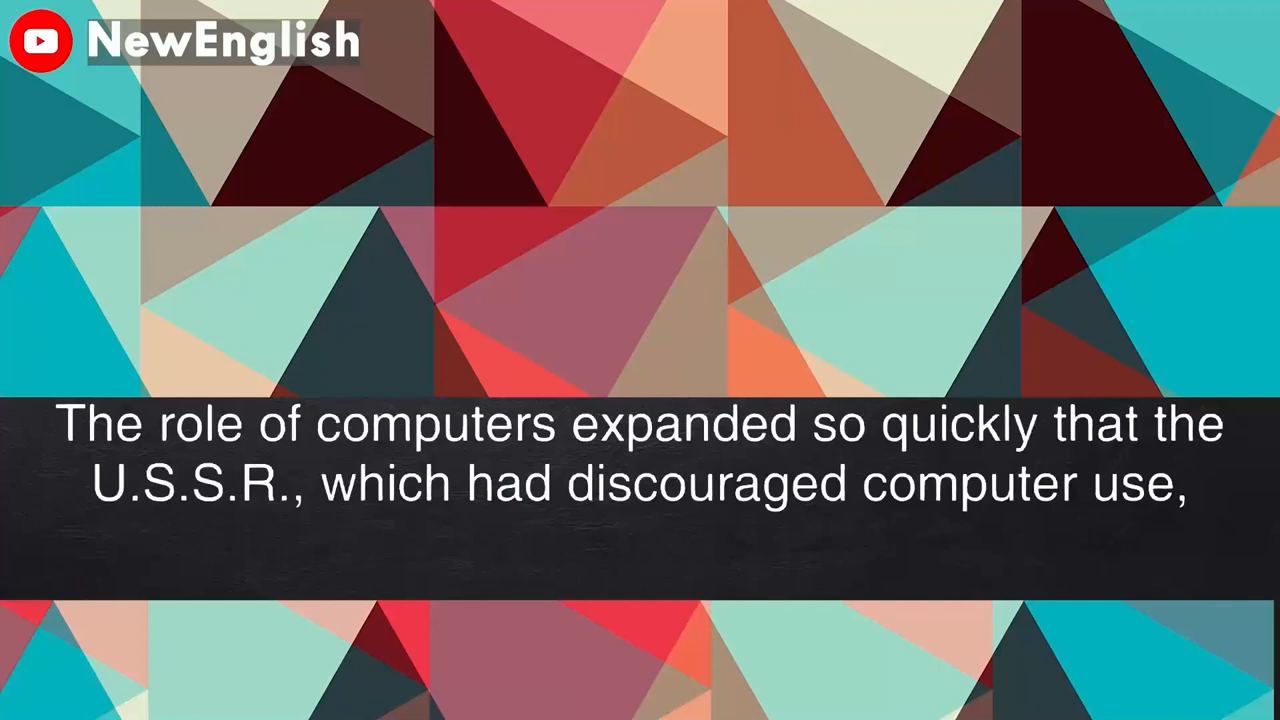 NewEnglish
The role of computers expanded so quickly that the
U.S.S.R., which had discouraged computer use,